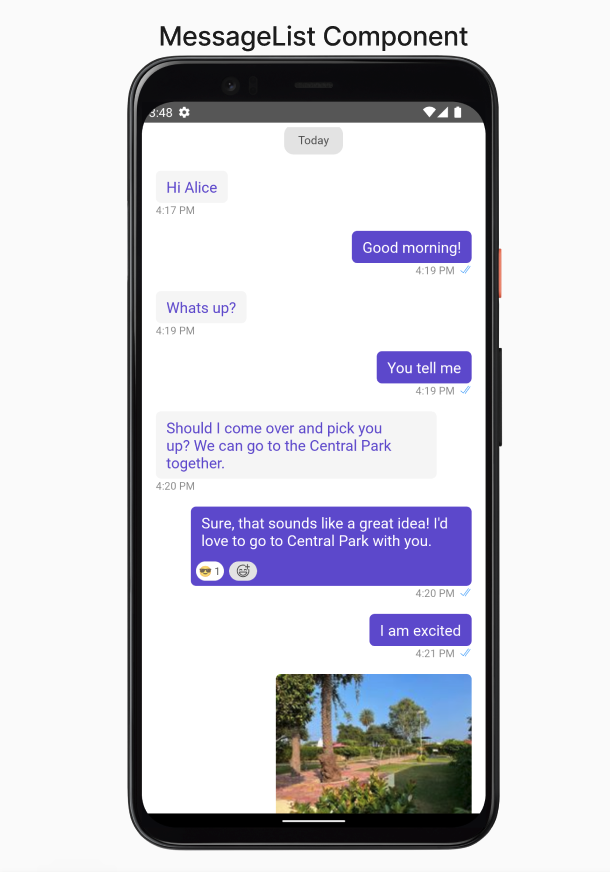 MessageList Component
3:48
Today
Hi Alice
4:17 PM
Good morning!
4:19 PM
Whats up?
4:19 PM
You tell me
4:19 PM
Should I come over and pick you
up? We can go to the Central Park
together.
4:20 PM
Sure, that sounds like a great idea! I'd
love to go to Central Park with you.
1
4:20 PM
I am excited
4:21 PM